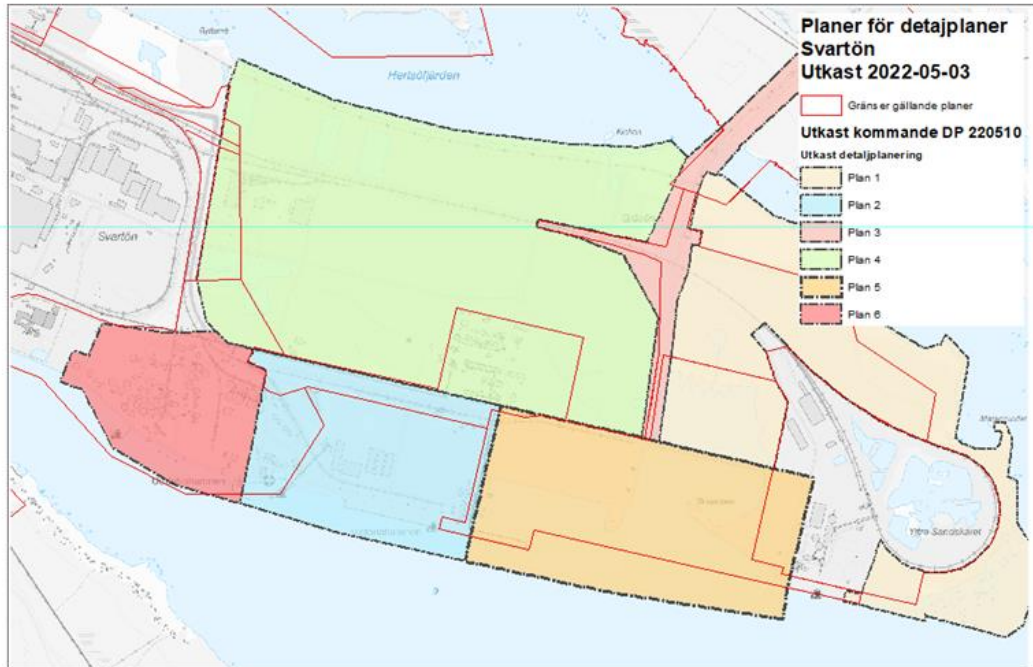 Planer för detajplaner
Svartön
Utkast 2022-05-03
Gränser gällande planer
Utkast kommande DP 220510
Utkast detaljplanering
Plan 1
Plan 2
Plan 3
Plan 4
Plan 5
Plan 6
Hertsöfjärden
Svartön
Yttre Sandskäret